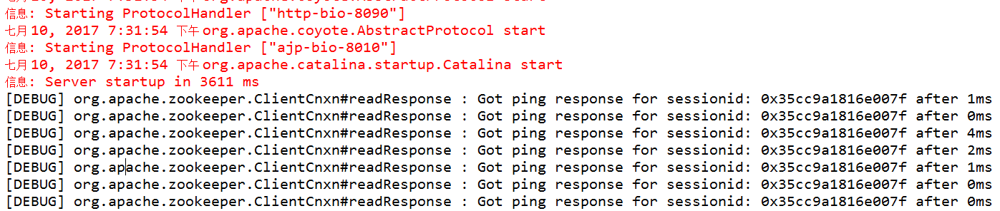 信息: Starting ProtocolHandler ["http-bio-8090"]
七月 10, 2017 7:31:54 下午 org.apache.coyote.AbstractProtocol start
信息: Starting ProtocolHandler ["ajp-bio-8010"]
七月 10, 2017 7:31:54 下午 org.apache.catalina.startup.Catalina start
信息: Server startup in 3611 ms
[DEBUG] org.apache.zookeeper.ClientCnxn#readResponse : Got ping response for sessionid: 0x35cc9a1816e007f after 1ms
[DEBUG] org.apache.zookeeper.ClientCnxn#readResponse : Got ping response for sessionid: 0x35cc9a1816e007f after 0ms
[DEBUG] org.apache.zookeeper.ClientCnxn#readResponse : Got ping response for sessionid: 0x35cc9a1816e007f after 4ms
[DEBUG] org.apache.zookeeper.ClientCnxn#readResponse : Got ping response for sessionid: 0x35cc9a1816e007f after 2ms
[DEBUG] org.apache.zookeeper.ClientCnxn#readResponse : Got ping response for sessionid: 0x35cc9a1816e007f after 1ms
[DEBUG] org.apache.zookeeper.ClientCnxn#readResponse : Got ping response for sessionid: 0x35cc9a1816e007f after 0ms
[DEBUG] org.apache.zookeeper.ClientCnxn#readResponse : Got ping response for sessionid: 0x35cc9a1816e007f after 0ms